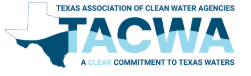 TEXAS ASSOCIATION OF CLEAN WATER AGENCIES
TACWA
A CLEAR COMMITMENT TO TEXAS WATERS